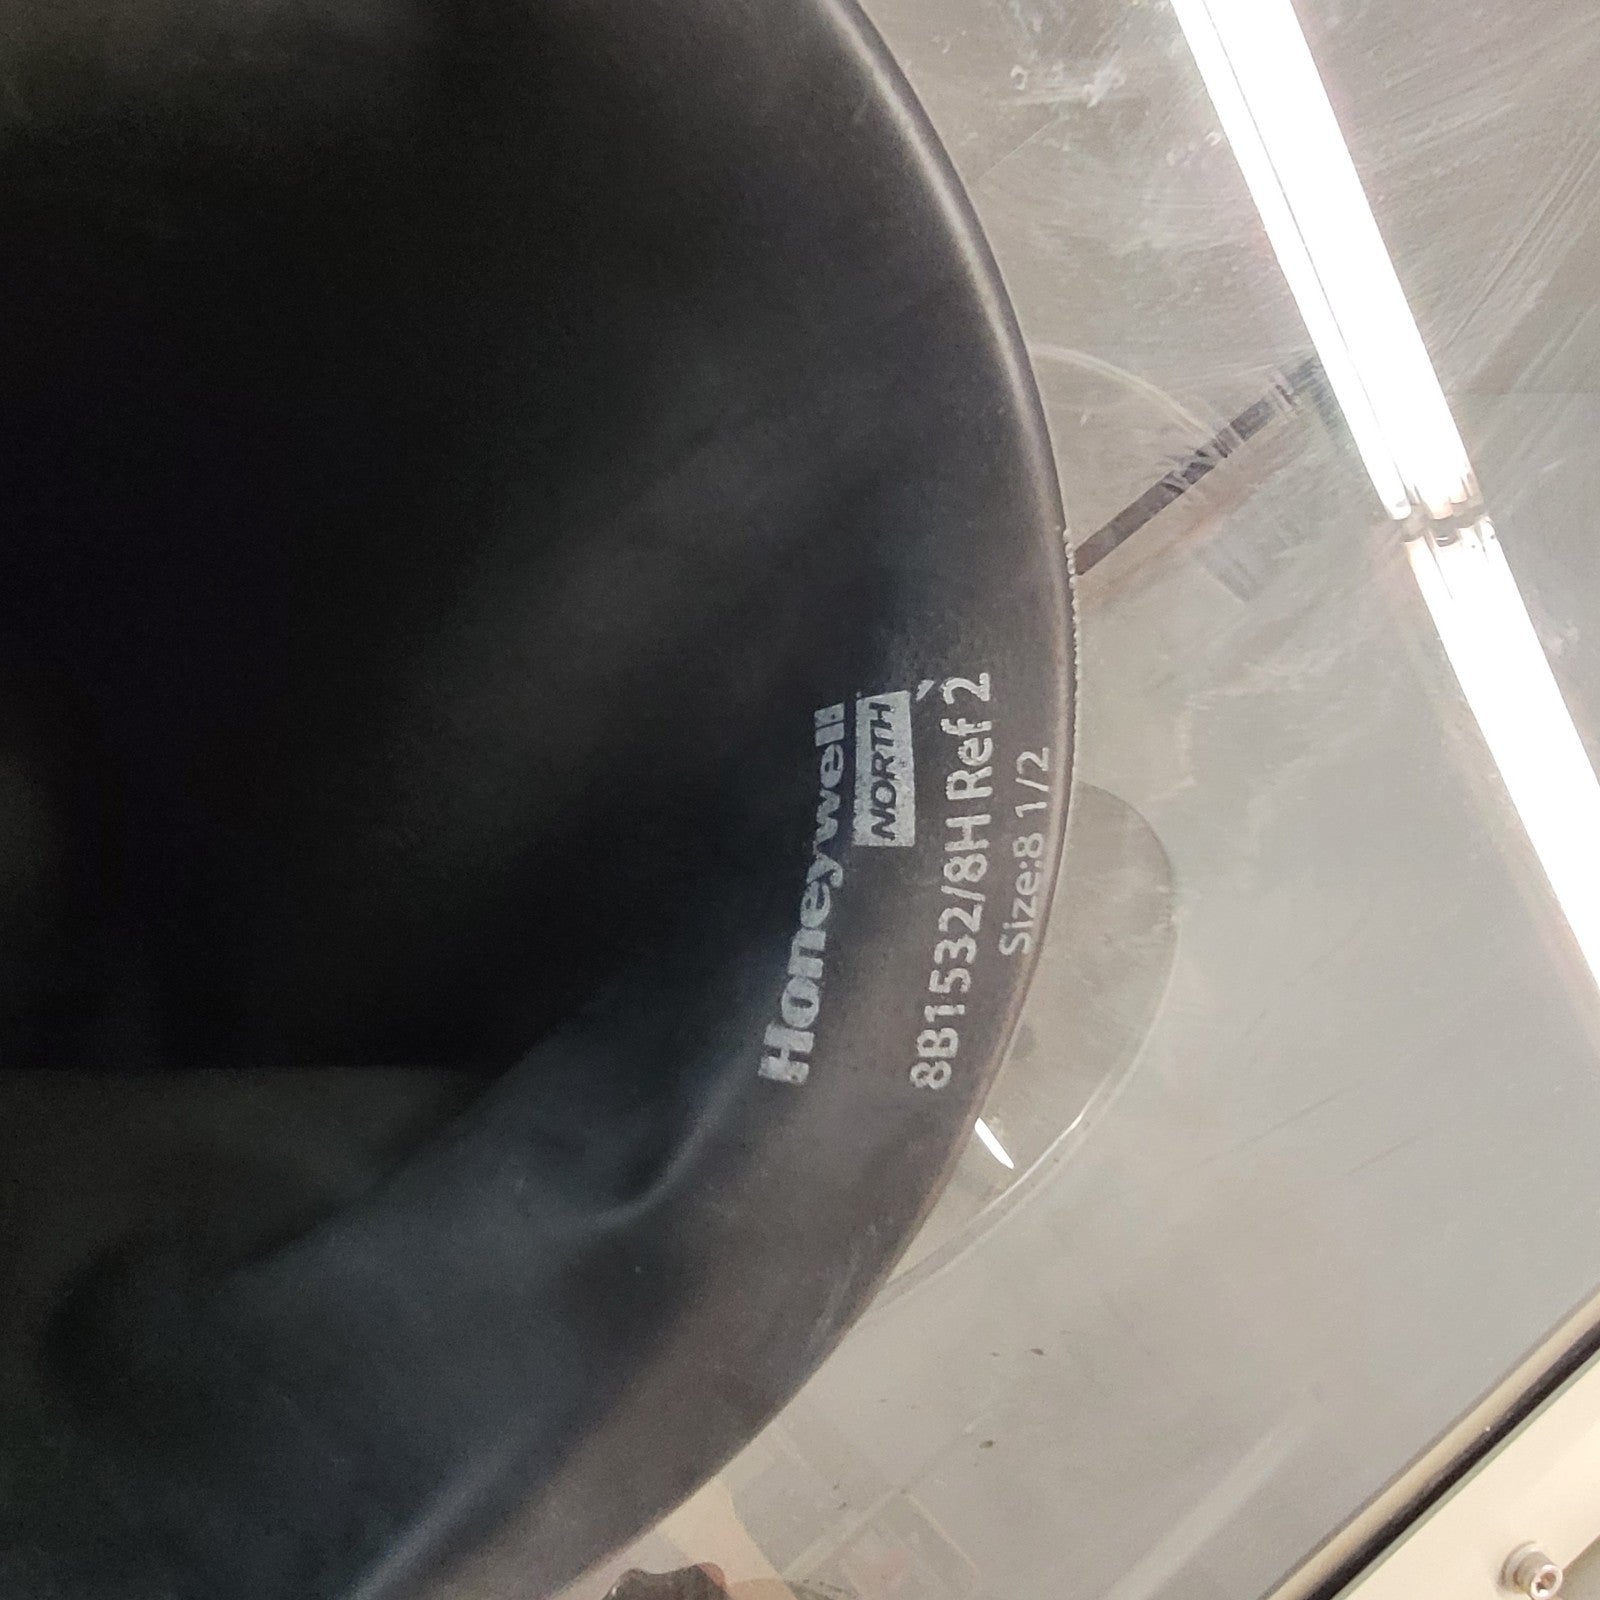 Honeywell
NORTH
8B1532/8H Ref 2
Size:8 1/2